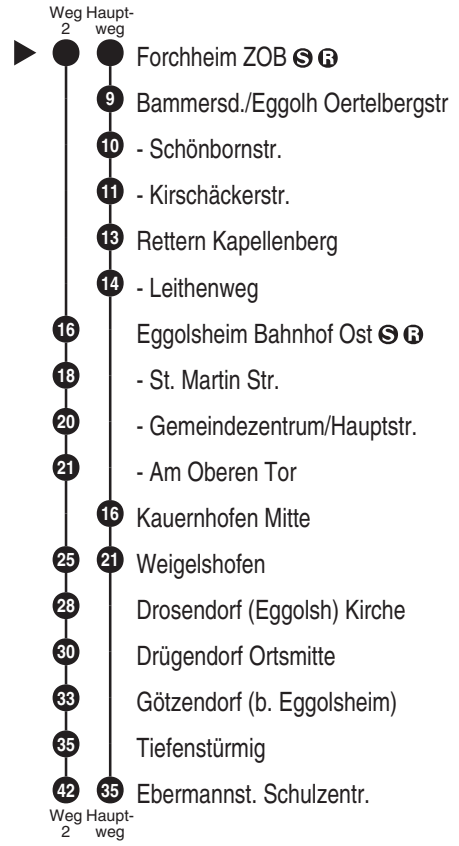 Weg Haupt-
2 weg
Forchheim ZOB S R
9 Bammersd./Eggolh Oertelbergstr
10 - Schönbornstr.
11 - Kirschäckerstr.
13 Rettern Kapellenberg
14 - Leithenweg
16 Eggolsheim Bahnhof Ost S R
18 - St. Martin Str.
20 - Gemeindezentrum/Hauptstr.
21 - Am Oberen Tor
16 Kauernhofen Mitte
25 21 Weigelshofen
28 Drosendorf (Eggolsh) Kirche
30 Drügendorf Ortsmitte
33 Götzendorf (b. Eggolsheim)
35 Tiefenstürmig
42 35 Ebermannst. Schulzentr.
Weg Haupt-
2 weg